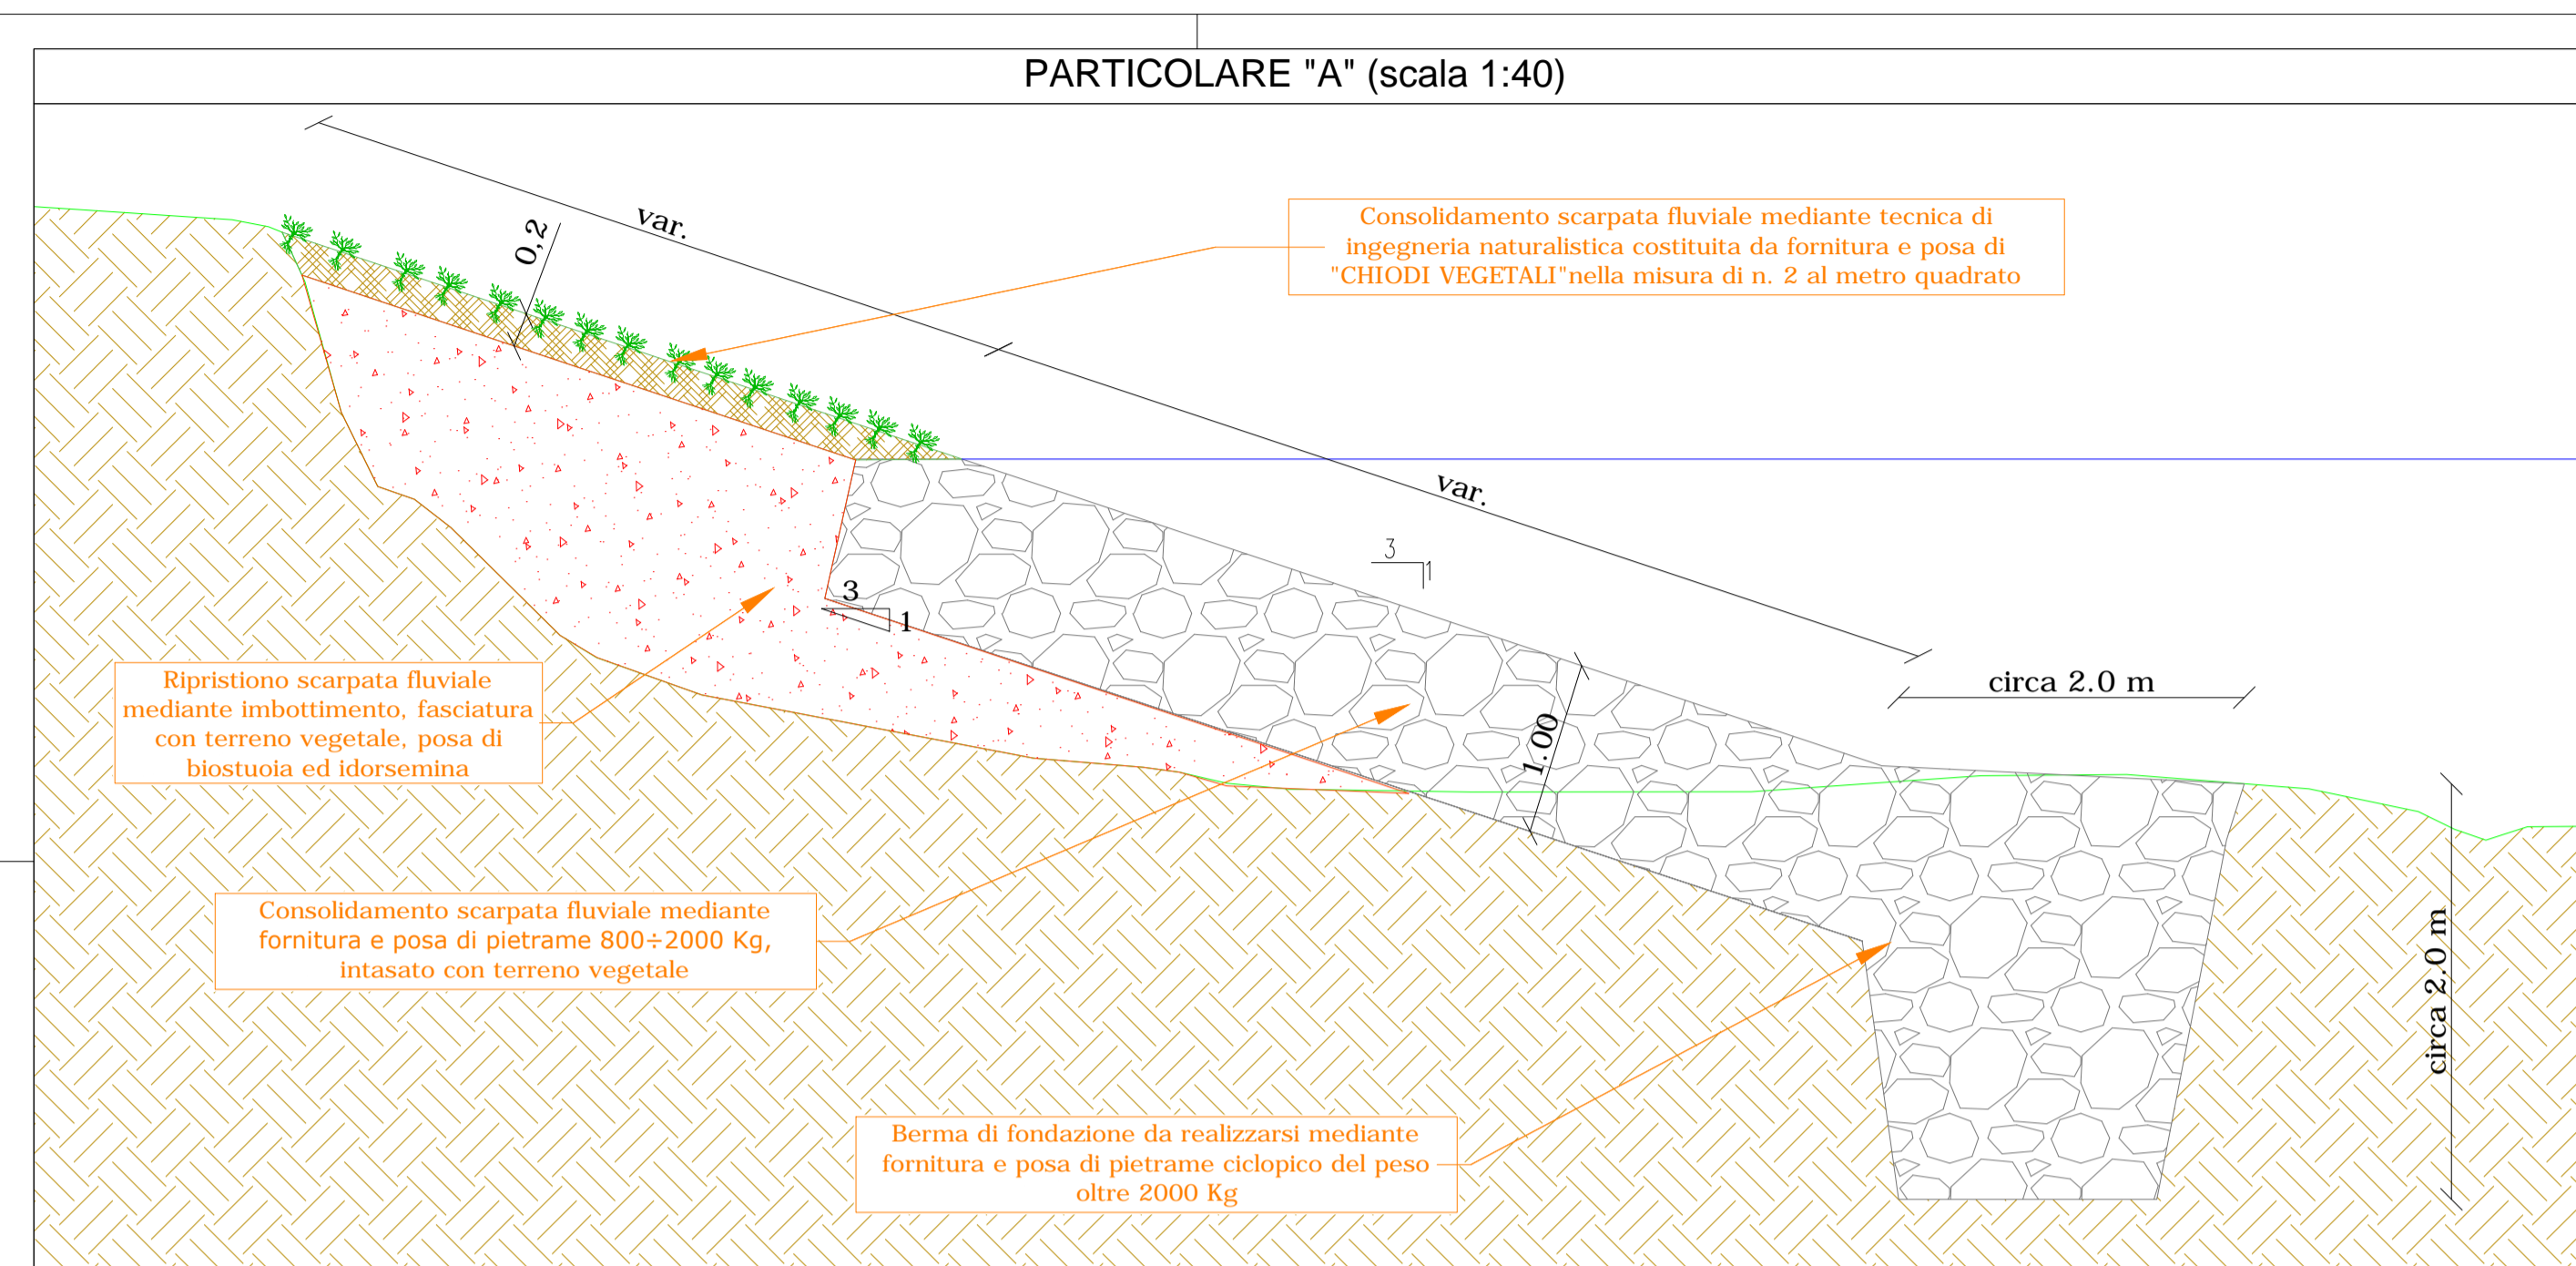 PARTICOLARE "A" (scala 1:40)
var.
0,2
Consolidamento scarpata fluviale mediante tecnica di
ingegneria naturalistica costituita da fornitura e posa di
"CHIODI VEGETALI"nella misura di n. 2 al metro quadrato
var.
3
1
3
1
Ripristiono scarpata fluviale
mediante imbottimento, fasciatura
con terreno vegetale, posa di
biostuoia ed idorsemina
circa 2.0 m
1.00
Consolidamento scarpata fluviale mediante
fornitura e posa di pietrame 800÷2000 Kg,
intasato con terreno vegetale
circa 2.0 m
Berma di fondazione da realizzarsi mediante
fornitura e posa di pietrame ciclopico del peso
oltre 2000 Kg